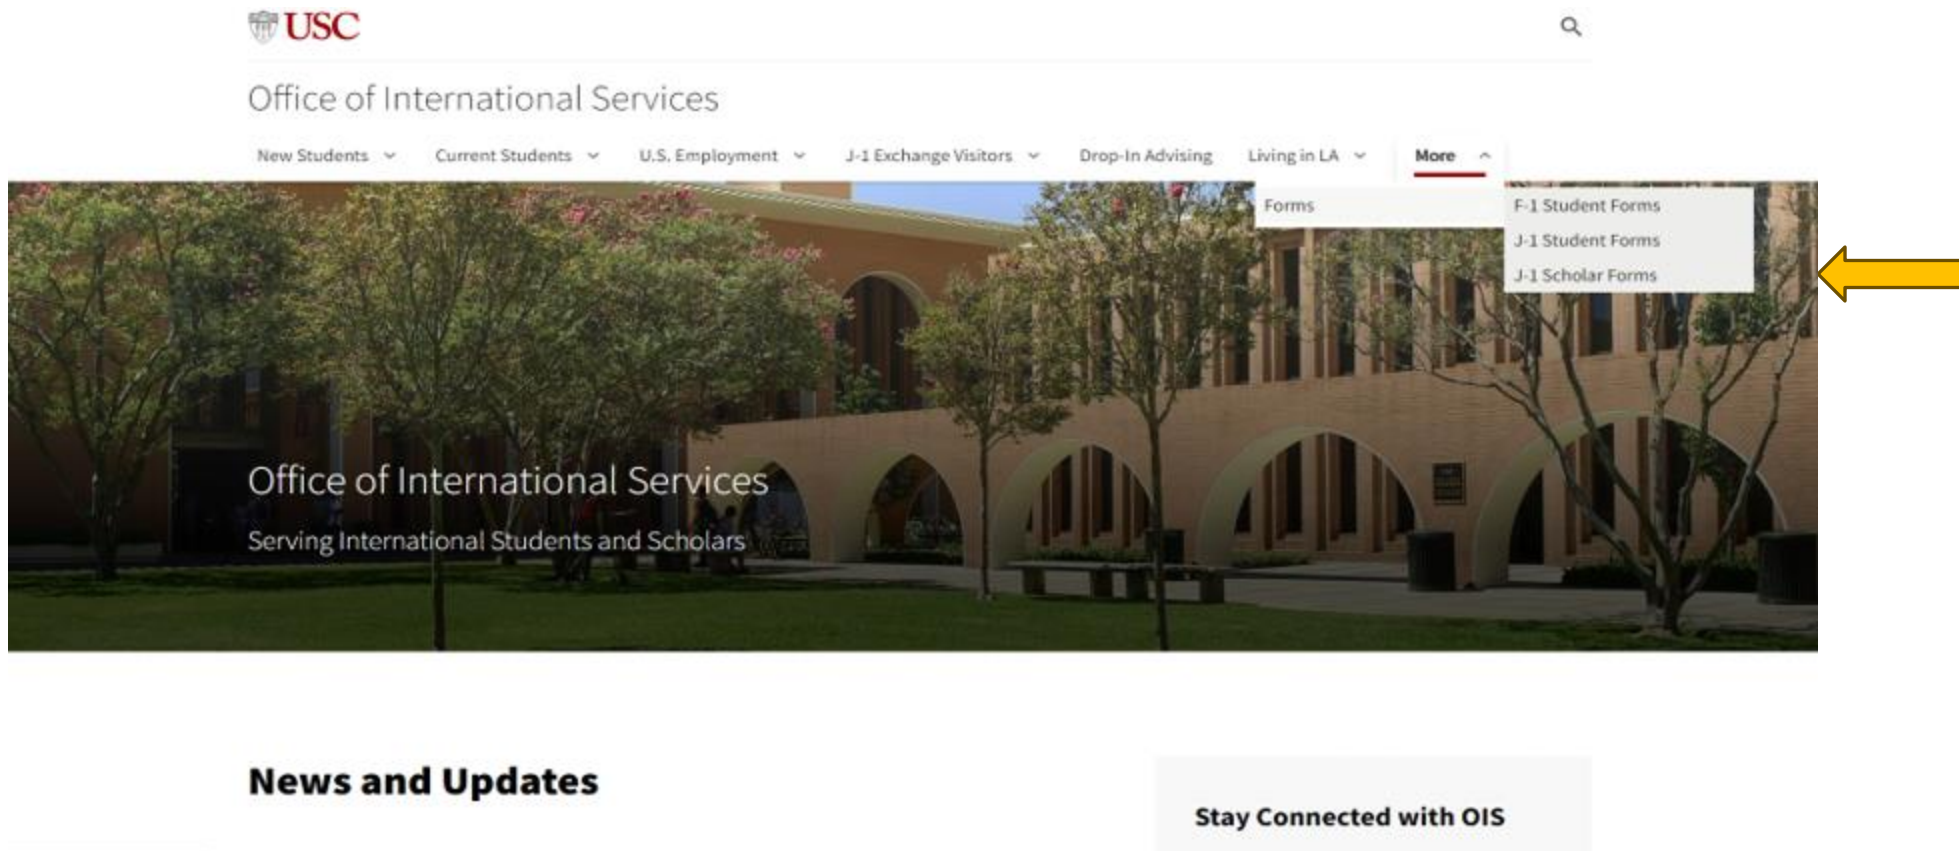 USC
Office of International Services
New Students Current Students U.S. Employment J-1 Exchange Visitors Drop-In Advising Living in LA More
Forms
F-1 Student Forms
J-1 Student Forms
J-1 Scholar Forms
Office of International Services
Serving International Students and Scholars
News and Updates
Stay Connected with OIS